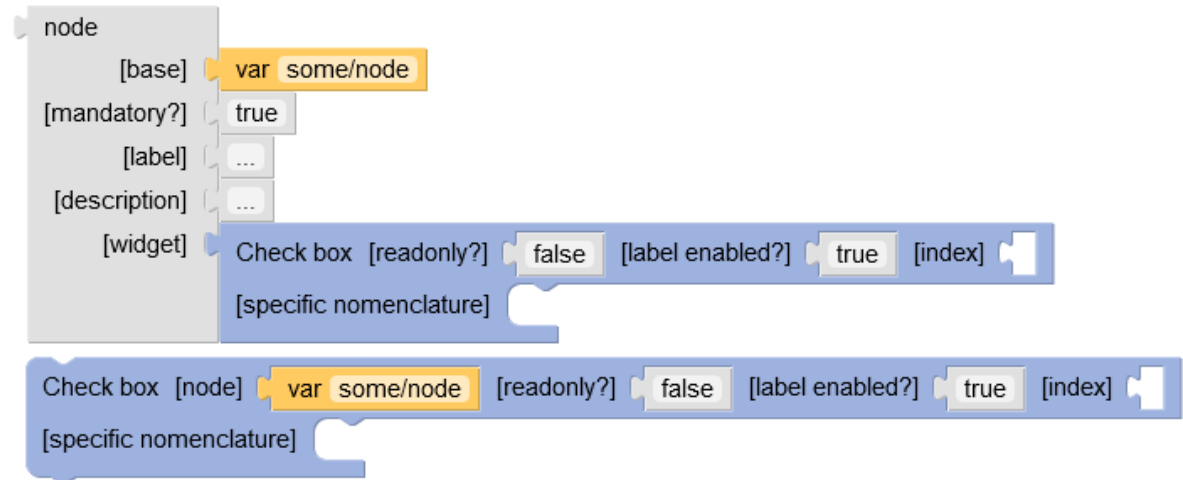 node
[base] var some/node
[mandatory?] true
[label] ...
[description] ...
[widget] Check box [readonly?] false [label enabled?] true [index]
[specific nomenclature]
Check box [node] var some/node [readonly?] false [label enabled?] true [index]
[specific nomenclature]